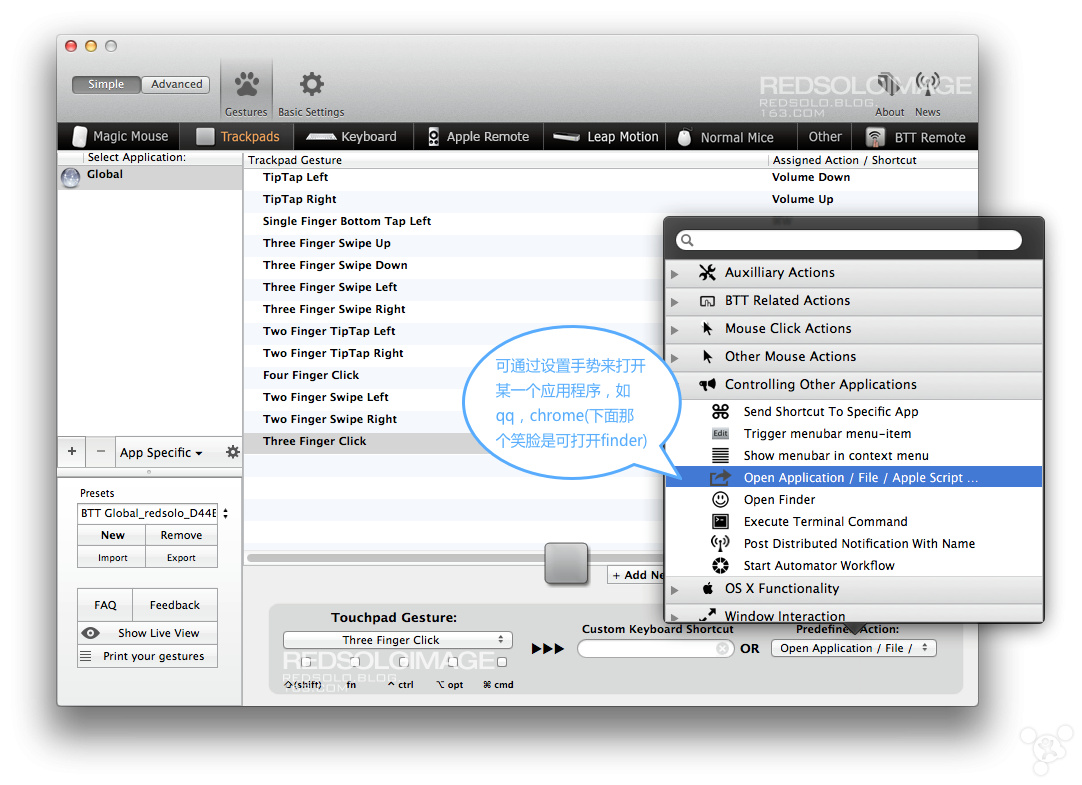 Simple
Advanced
Gestures
Basic Settings
REDSOLOIMAGE
REDSOLO.BLOG.
163.COM
About
News
Magic Mouse
Trackpads
Keyboard
Apple Remote
Leap Motion
Normal Mice
Other
BTT Remote
Select Application:
Global
Trackpad Gesture
Assigned Action / Shortcut
TipTap Left
Volume Down
TipTap Right
Volume Up
Single Finger Bottom Tap Left
Three Finger Swipe Up
Three Finger Swipe Down
Three Finger Swipe Left
Three Finger Swipe Right
Two Finger TipTap Left
Two Finger TipTap Right
Four Finger Click
Two Finger Swipe Left
Two Finger Swipe Right
Three Finger Click
可通过设置手势来打开
某一个应用程序，如
qq，chrome(下面那
个笑脸是可打开finder)
Auxilliary Actions
BTT Related Actions
Mouse Click Actions
Other Mouse Actions
Controlling Other Applications
Send Shortcut To Specific App
Edit
Trigger menubar menu-item
Show menubar in context menu
Open Application / File / Apple Script ...
Open Finder
Execute Terminal Command
Post Distributed Notification With Name
Start Automator Workflow
OS X Functionality
Window Interaction
+
−
App Specific
Presets
BTT Global_redsolo_D44E
New
Remove
Import
Export
FAQ
Feedback
Show Live View
Print your gestures
+ Add Ne
Touchpad Gesture:
Three Finger Click
REDSOLOIMAGE
REDSOLO.BLOG.
163.COM
(shift)
fn
^ ctrl
⌥ opt
⌘ cmd
Custom Keyboard Shortcut
OR
Predefined Action:
Open Application / File /